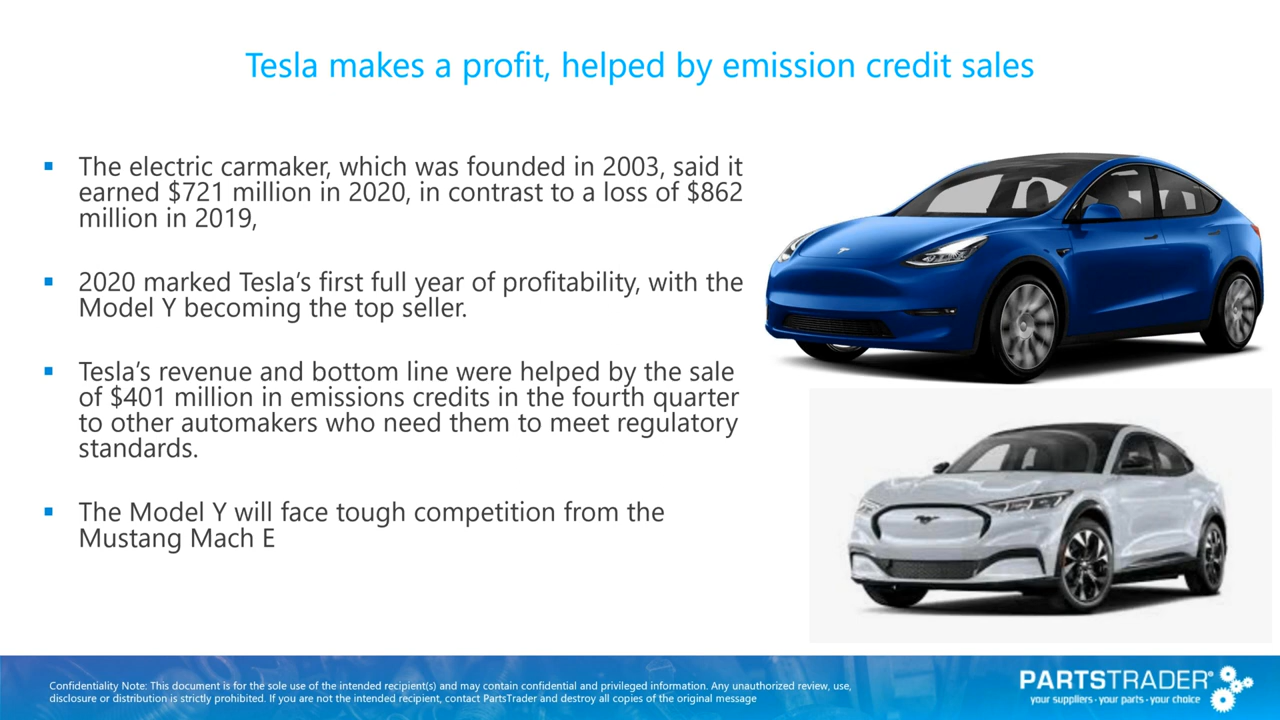 Tesla makes a profit, helped by emission credit sales
▪ The electric carmaker, which was founded in 2003, said it
earned $721 million in 2020, in contrast to a loss of $862
million in 2019,
▪ 2020 marked Tesla’s first full year of profitability, with the
Model Y becoming the top seller.
▪ Tesla’s revenue and bottom line were helped by the sale
of $401 million in emissions credits in the fourth quarter
to other automakers who need them to meet regulatory
standards.
▪ The Model Y will face tough competition from the
Mustang Mach E
Confidentiality Note: This document is for the sole use of the intended recipient(s) and may contain confidential and privileged information. Any unauthorized review, use,
disclosure or distribution is strictly prohibited. If you are not the intended recipient, contact PartsTrader and destroy all copies of the original message
PARTSTRADER®
your suppliers · your parts · your choice